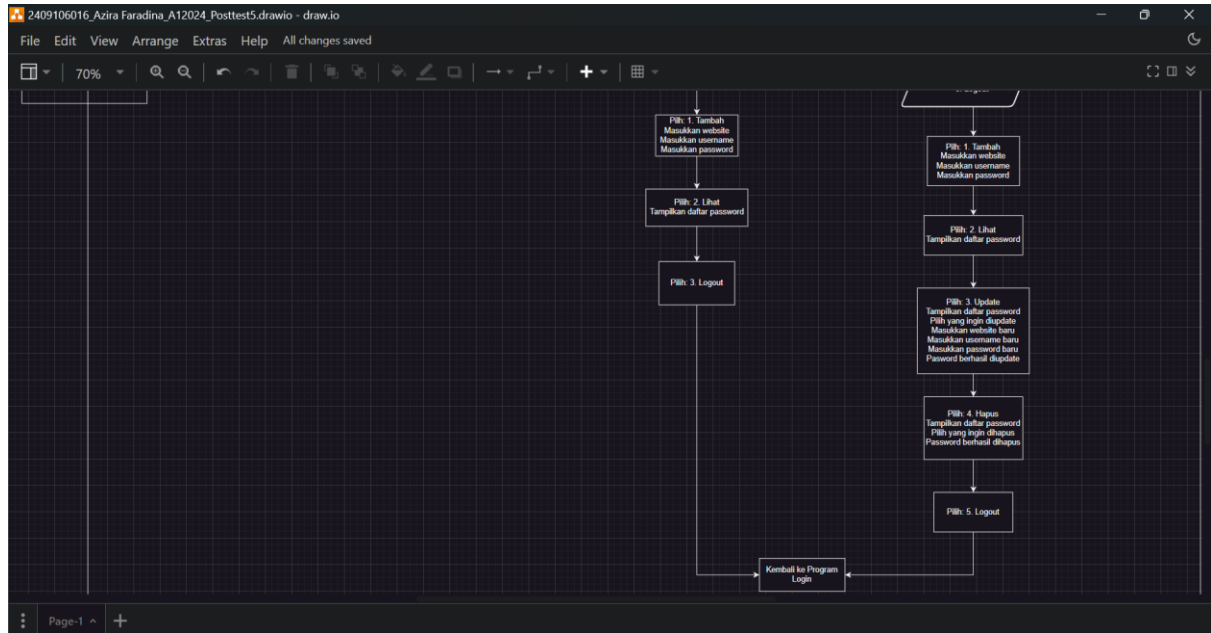 2409106016_Azira Faradina_A12024_Posttest5.drawio - draw.io
File Edit View Arrange Extras Help All changes saved
70%
Pilih: 1. Tambah
Masukkan website
Masukkan username
Masukkan password
Pilih: 2. Lihat
Tampilkan daftar password
Pilih: 3. Logout
Pilih: 1. Tambah
Masukkan website
Masukkan username
Masukkan password
Pilih: 2. Lihat
Tampilkan daftar password
Pilih: 3. Update
Tampilkan daftar password
Pilih yang ingin diupdate
Masukkan website baru
Masukkan username baru
Masukkan password baru
Pasword berhasil diupdate
Pilih: 4. Hapus
Tampilkan daftar password
Pilih yang ingin dihapus
Password berhasil dihapus
Pilih: 5. Logout
Kembali ke Program
Login
Page-1